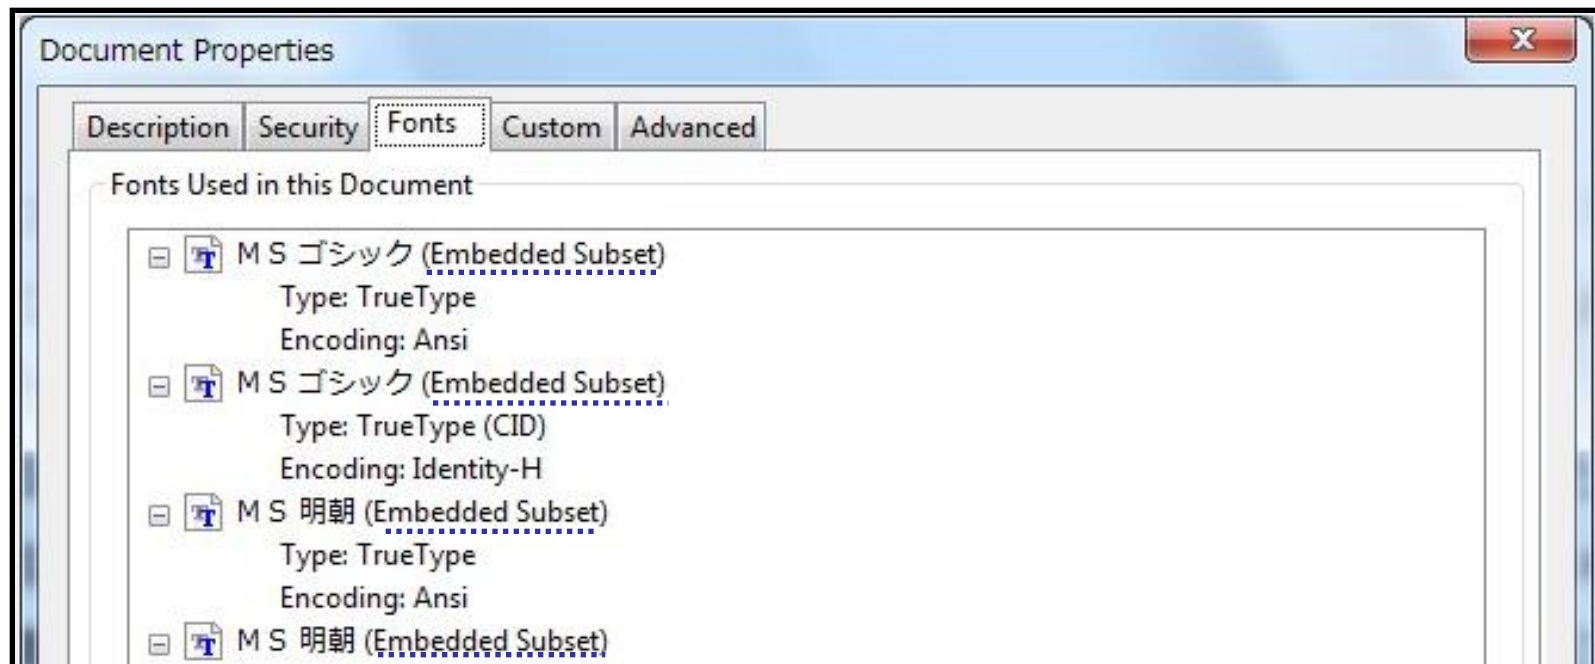 Document Properties
Description Security Fonts Custom Advanced
Fonts Used in this Document
ＭＳ ゴシック (Embedded Subset)
Type: TrueType
Encoding: Ansi
ＭＳ ゴシック (Embedded Subset)
Type: TrueType (CID)
Encoding: Identity-H
ＭＳ 明朝 (Embedded Subset)
Type: TrueType
Encoding: Ansi
ＭＳ 明朝 (Embedded Subset)